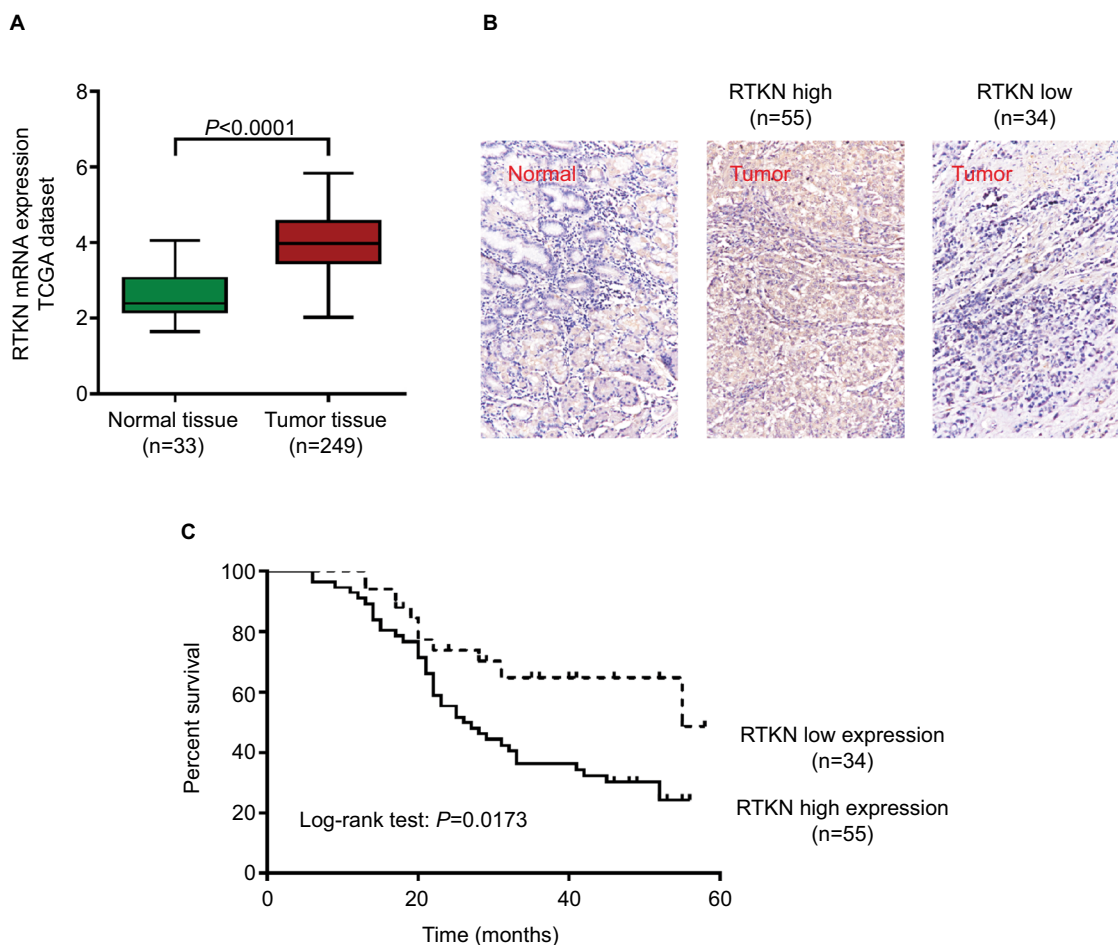 A
RTKN mRNA expression
TCGA dataset
8
6
4
2
0
P<0.0001
Normal tissue
(n=33)
Tumor tissue
(n=249)
B
RTKN high
(n=55)
RTKN low
(n=34)
Normal
Tumor
Tumor
C
Percent survival
100
80
60
40
20
0
Log-rank test: P=0.0173
0
20
40
60
Time (months)
RTKN low expression
(n=34)
RTKN high expression
(n=55)